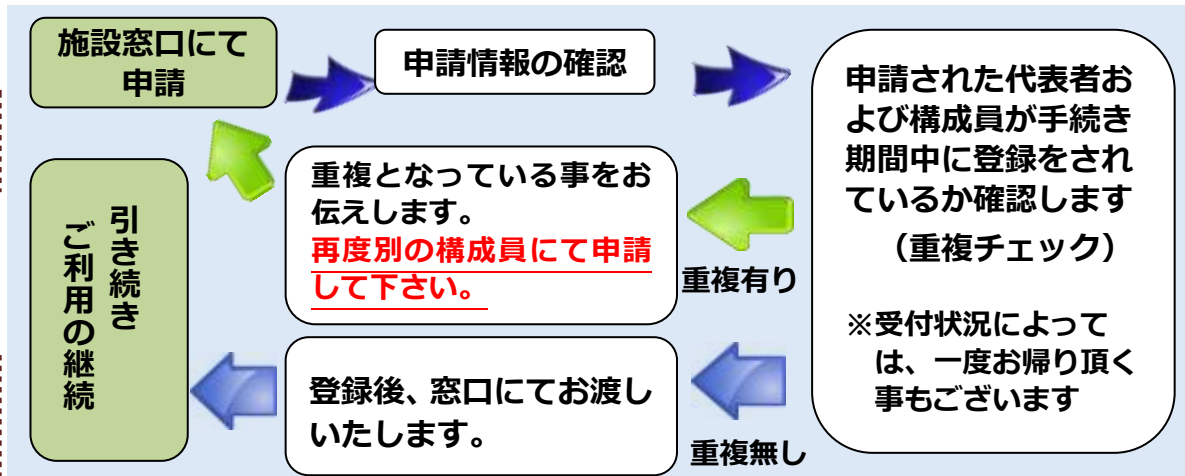 施設窓口にて
申請
申請情報の確認
申請された代表者お
よび構成員が手続き
期間中に登録をされ
ているか確認します
（重複チェック）
※受付状況によって
は、一度お帰り頂く
事もございます
重複有り
重複となっている事をお
伝えします。
再度別の構成員にて申請
して下さい。
重複無し
登録後、窓口にてお渡し
いたします。
引き続き
ご利用の継続